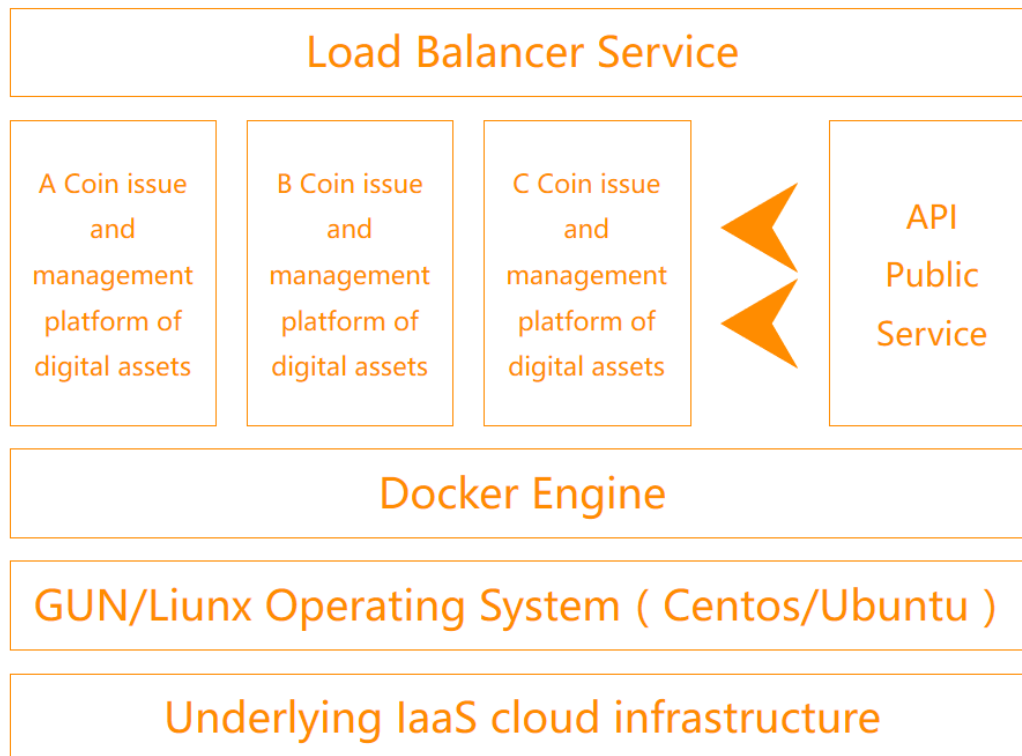 Load Balancer Service
A Coin issue
and
management
platform of
digital assets
B Coin issue
and
management
platform of
digital assets
C Coin issue
and
management
platform of
digital assets
API
Public
Service
Docker Engine
GUN/Liunx Operating System ( Centos/Ubuntu )
Underlying IaaS cloud infrastructure